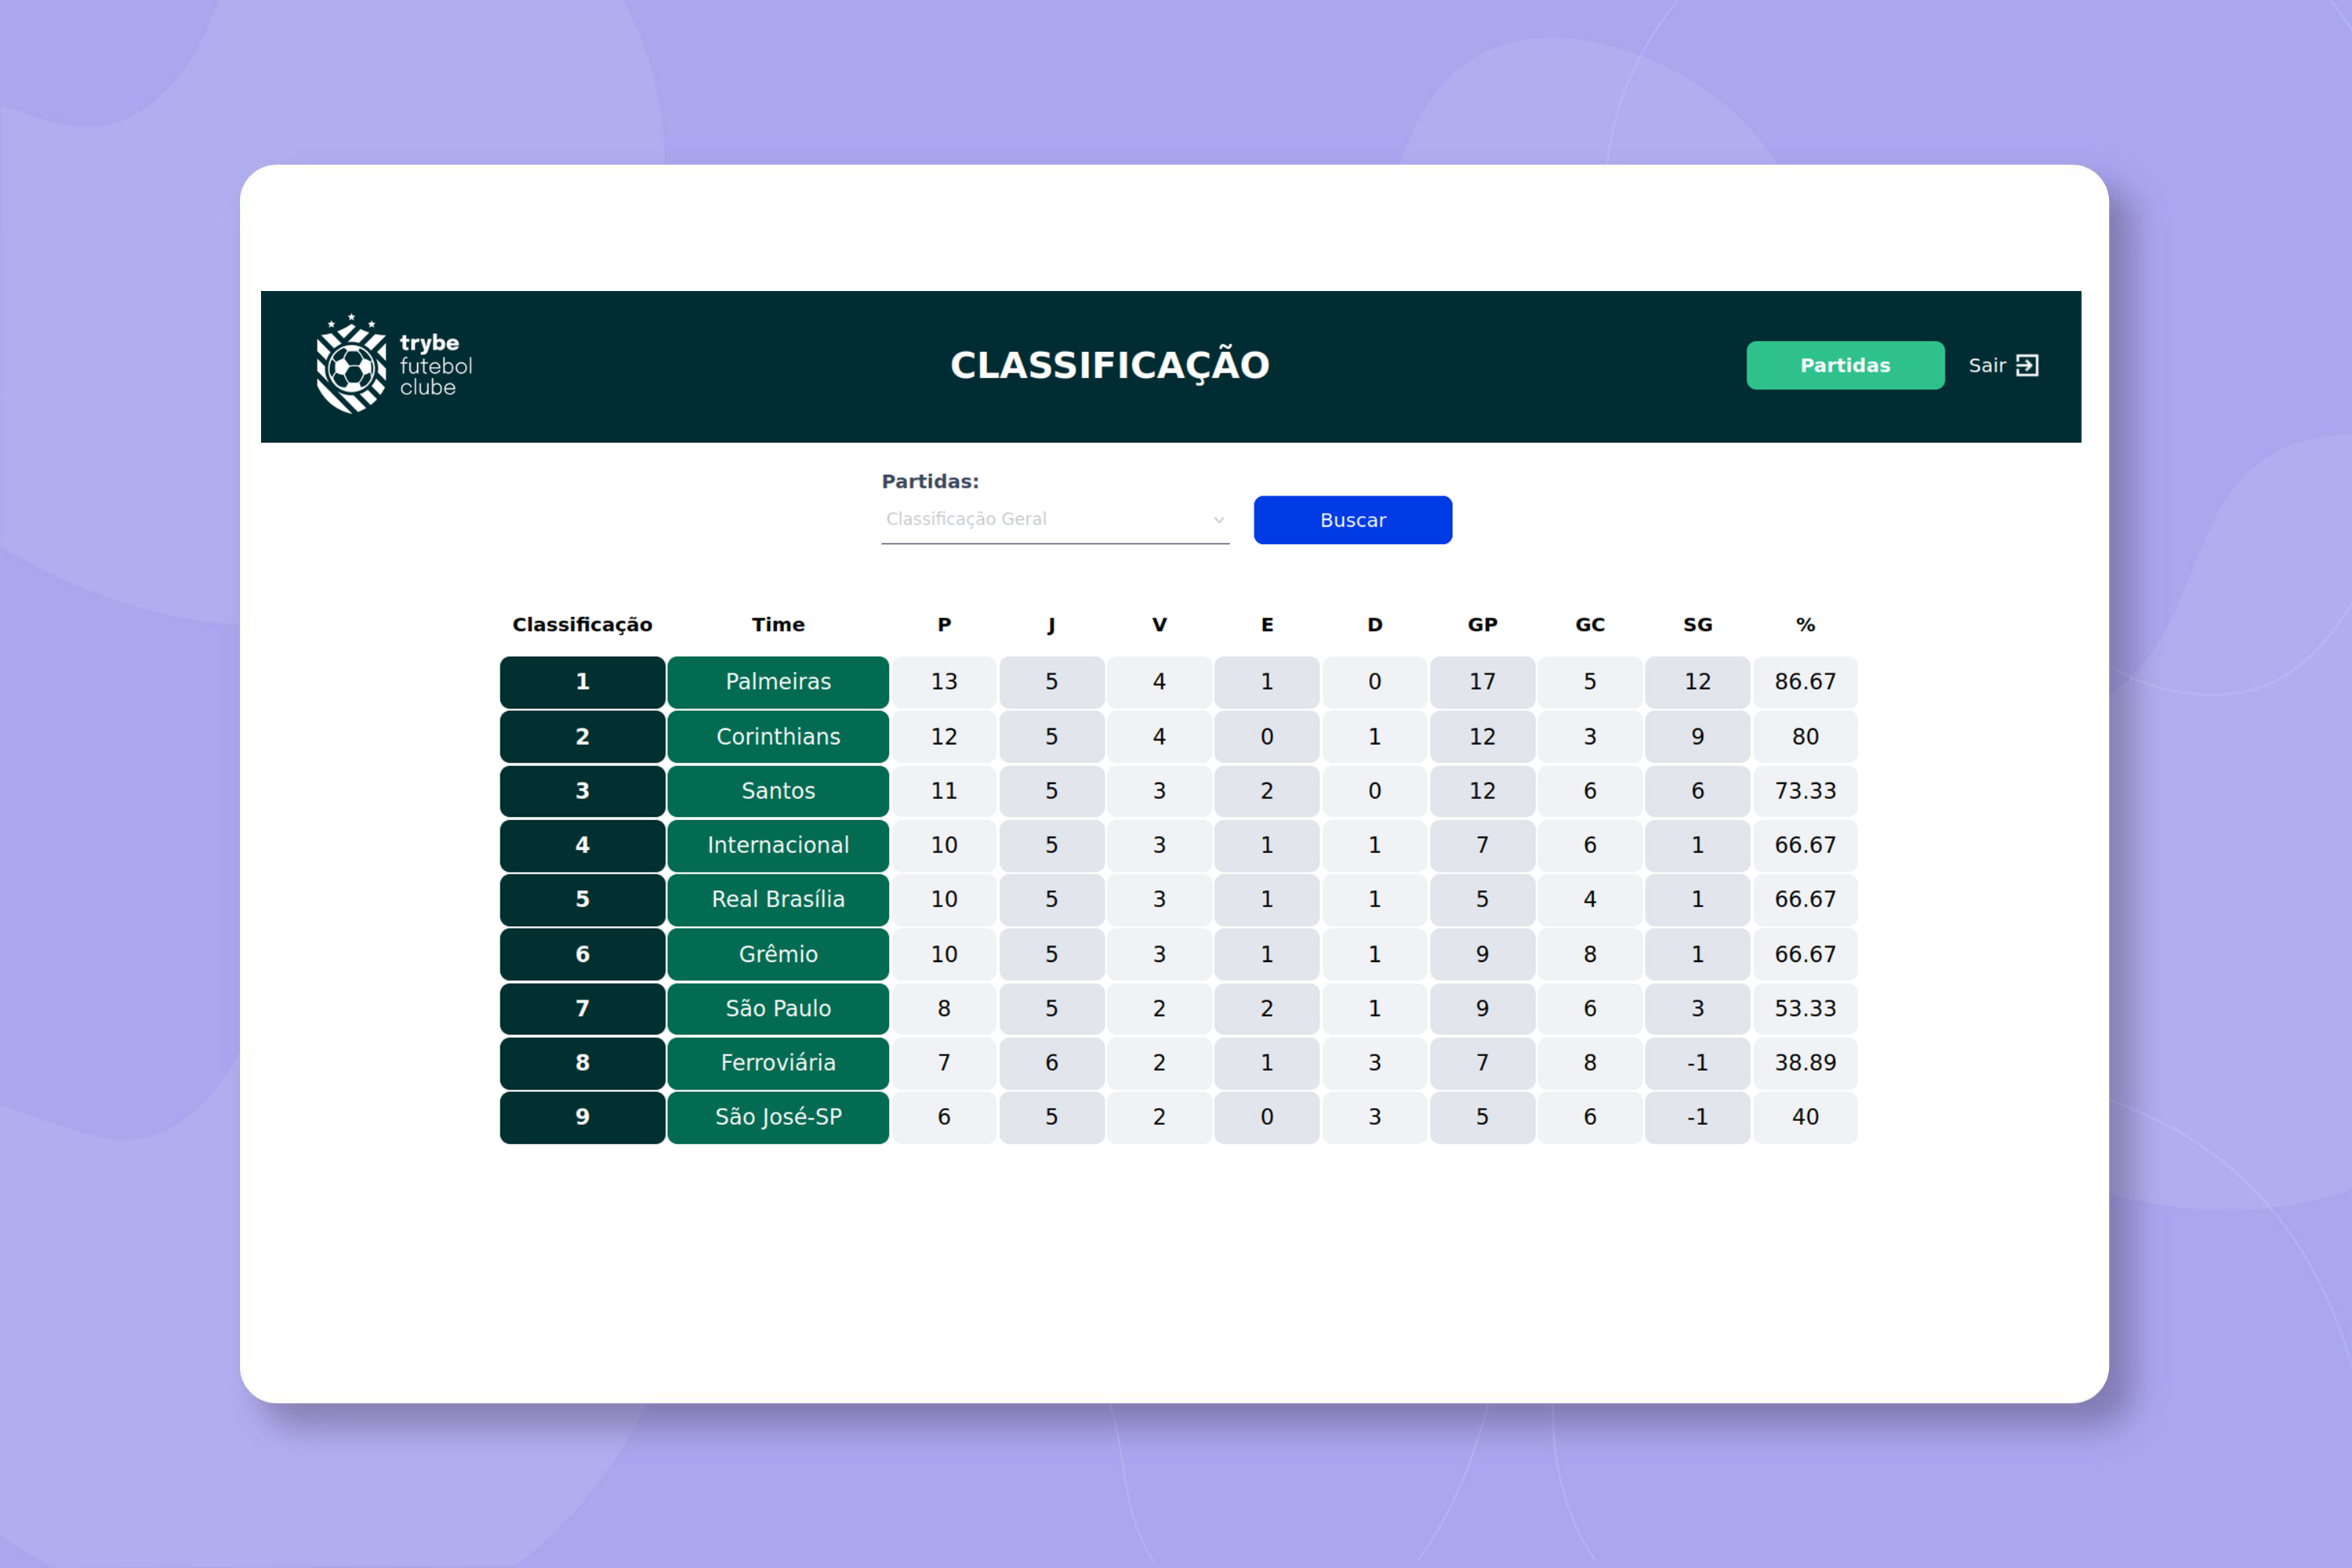 trybe
futebol
clube
CLASSIFICAÇÃO
Partidas
Sair
Partidas:
Classificação Geral
Buscar
Classificação Time P J V E D GP GC SG %
1 Palmeiras 13 5 4 1 0 17 5 12 86.67
2 Corinthians 12 5 4 0 1 12 3 9 80
3 Santos 11 5 3 2 0 12 6 6 73.33
4 Internacional 10 5 3 1 1 7 6 1 66.67
5 Real Brasília 10 5 3 1 1 5 4 1 66.67
6 Grêmio 10 5 3 1 1 9 8 1 66.67
7 São Paulo 8 5 2 2 1 9 6 3 53.33
8 Ferroviária 7 6 2 1 3 7 8 -1 38.89
9 São José-SP 6 5 2 0 3 5 6 -1 40